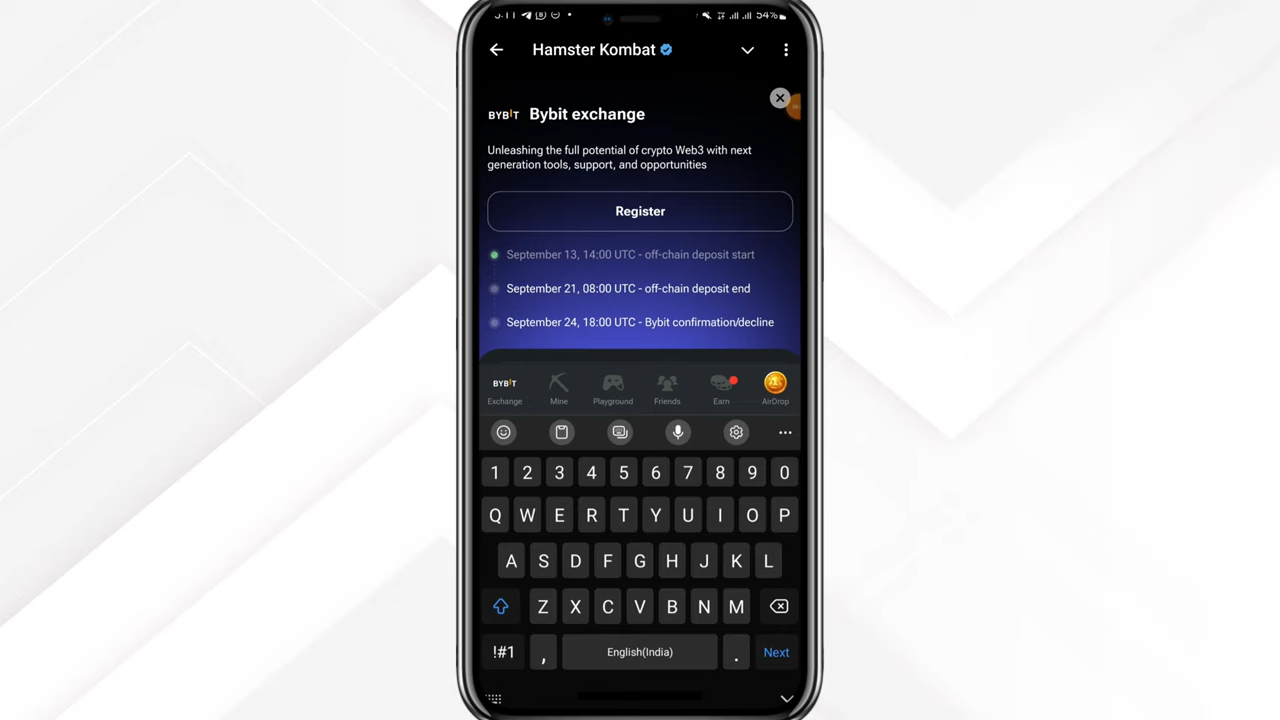 5:11 54%
Hamster Kombat
BYBIT Bybit exchange
Unleashing the full potential of crypto Web3 with next
generation tools, support, and opportunities
Register
September 13, 14:00 UTC - off-chain deposit start
September 21, 08:00 UTC - off-chain deposit end
September 24, 18:00 UTC - Bybit confirmation/decline
BYBIT
Exchange Mine Playground Friends Earn AirDrop
1 2 3 4 5 6 7 8 9 0
Q W E R T Y U I O P
A S D F G H J K L
Z X C V B N M
!#1 , English(India) . Next